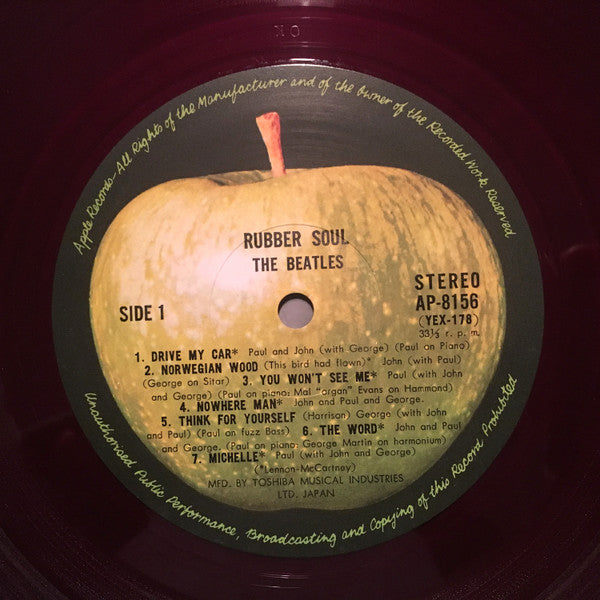 KO
Apple Records-All Rights of the Manufacturer and of the Owner of the Recorded Work Reserved
RUBBER SOUL
THE BEATLES
STEREO
AP-8156
(YEX-178)
33⅓ r. p. m.
SIDE 1
1. DRIVE MY CAR* Paul and John (with George) (Paul on Piano)
2. NORWEGIAN WOOD (This bird had flown)* John (with Paul)
(George on Sitar) 3. YOU WON'T SEE ME* Paul (with John
and George) (Paul on piano: Mal "organ" Evans on Hammond)
4. NOWHERE MAN* John and Paul and George.
5. THINK FOR YOURSELF (Harrison) George (with John
and Paul) (Paul on fuzz Bass) 6. THE WORD* John and Paul
and George. (Paul on piano: George Martin on harmonium)
7. MICHELLE* Paul (with John and George)
(*Lennon-McCartney)
MFD. BY TOSHIBA MUSICAL INDUSTRIES
LTD. JAPAN
Unauthorised Public Performance, Broadcasting and Copying of this Record Prohibited